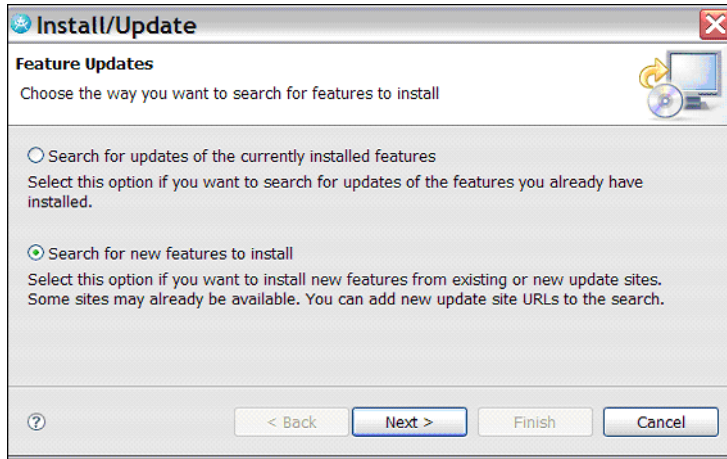 Install/Update
Feature Updates
Choose the way you want to search for features to install
Search for updates of the currently installed features
Select this option if you want to search for updates of the features you already have
installed.
Search for new features to install
Select this option if you want to install new features from existing or new update sites.
Some sites may already be available. You can add new update site URLs to the search.
?
< Back
Next >
Finish
Cancel